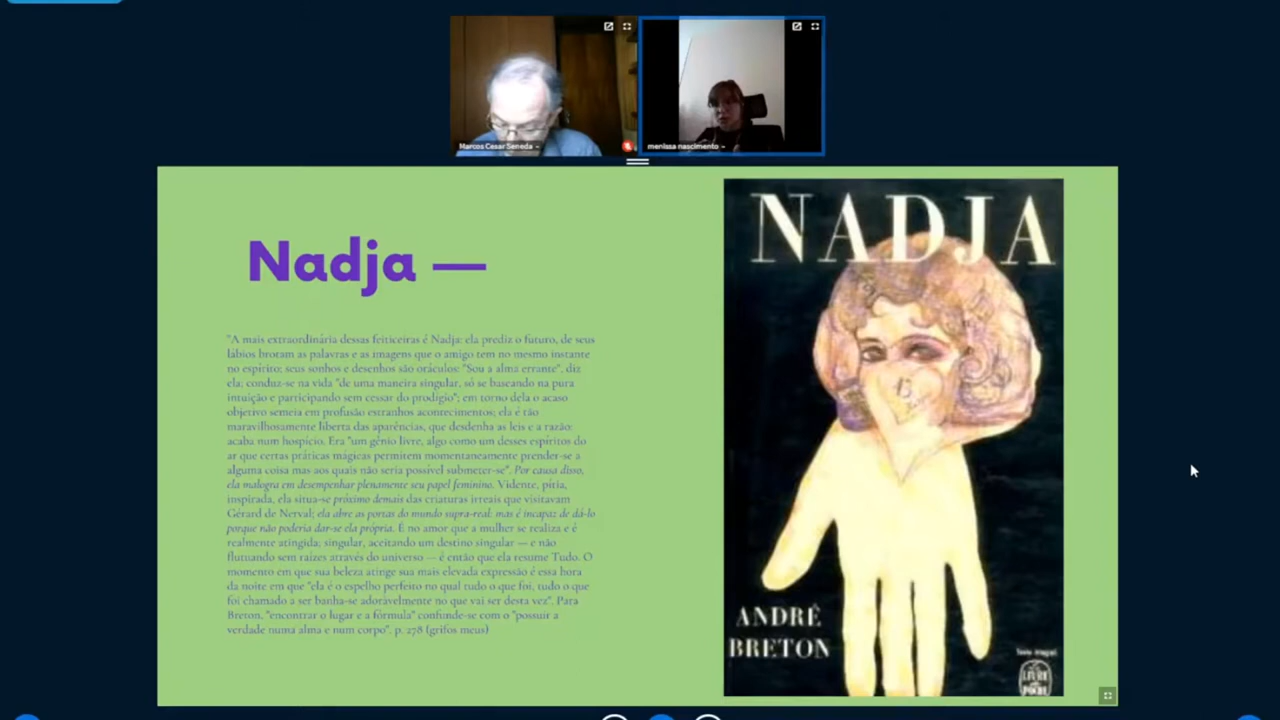 Marcos Cesar Seneda
menissa nascimento
Nadja —
"A mais extraordinária dessas feiticeiras é Nadja: ela prediz o futuro, de seus
lábios brotam as palavras e as imagens que o amigo tem no mesmo instante
no espírito; seus sonhos e desenhos são oráculos: "Sou a alma errante", diz
ela; conduz-se na vida "de uma maneira singular, só se baseando na pura
intuição e participando sem cessar do prodígio"; em torno dela o acaso
objetivo semeia em profusão estranhos acontecimentos; ela é tão
maravilhosamente liberta das aparências, que desdenha as leis e a razão:
acaba num hospício. Era "um gênio livre, algo como um desses espíritos do
ar que certas práticas mágicas permitem momentaneamente prender-se a
alguma coisa mas aos quais não seria possível submeter-se". Por causa disso,
ela malogra em desempenhar plenamente seu papel feminino. Vidente, pítia,
inspirada, ela situa-se próximo demais das criaturas irreais que visitavam
Gérard de Nerval; ela abre as portas do mundo supra-real: mas é incapaz de dá-lo
porque não poderia dar-se ela própria. É no amor que a mulher se realiza e é
realmente atingida; singular, aceitando um destino singular — e não
flutuando sem raízes através do universo — é então que ela resume Tudo. O
momento em que sua beleza atinge sua mais elevada expressão é essa hora
da noite em que "ela é o espelho perfeito no qual tudo o que foi, tudo o que
foi chamado a ser banha-se adoravelmente no que vai ser desta vez". Para
Breton, "encontrar o lugar e a fórmula" confunde-se com o "possuir a
verdade numa alma e num corpo". p. 278 (grifos meus)
NADJA
ANDRÉ
BRETON
LE LIVRE
DE POCHE